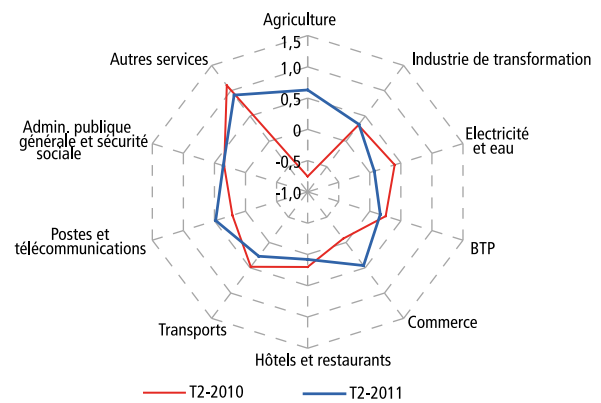 Agriculture
1,5
1,0
0,5
0
-0,5
-1,0
Industrie de transformation
Electricité
et eau
BTP
Commerce
Hôtels et restaurants
Transports
Postes et
télécommunications
Admin. publique
générale et sécurité
sociale
Autres services
T2-2010
T2-2011